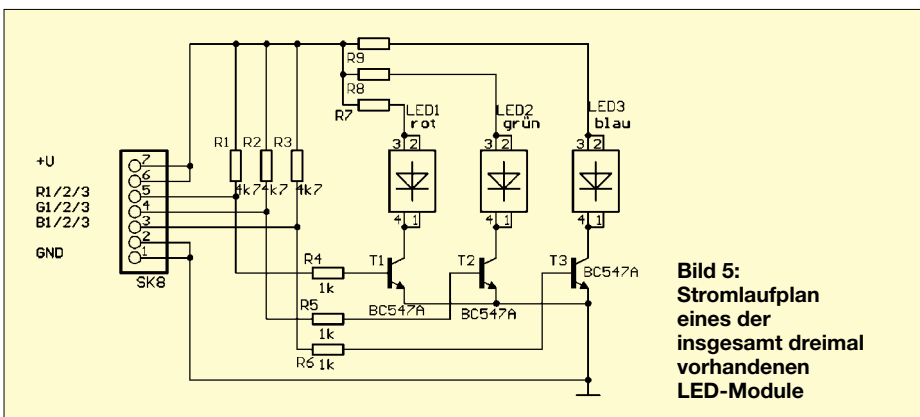 R9
R8
R7
LED1
rot
LED2
grün
LED3
blau
R1 R2 R3
4k7 4k7 4k7
3 2
3 2
3 2
4 1
4 1
4 1
+U
R1/2/3
G1/2/3
B1/2/3
GND
7
6
5
4
3
2
1
SK8
R4
1k
R5
1k
R6
1k
T1
BC547A
T2
BC547A
T3
BC547A
Bild 5:
Stromlaufplan
eines der
insgesamt dreimal
vorhandenen
LED-Module